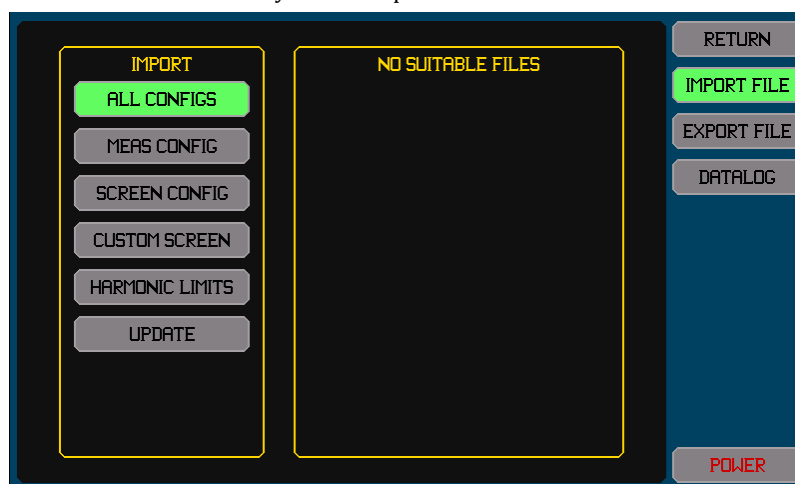 IMPORT
ALL CONFIGS
MEAS CONFIG
SCREEN CONFIG
CUSTOM SCREEN
HARMONIC LIMITS
UPDATE
NO SUITABLE FILES
RETURN
IMPORT FILE
EXPORT FILE
DATALOG
POWER